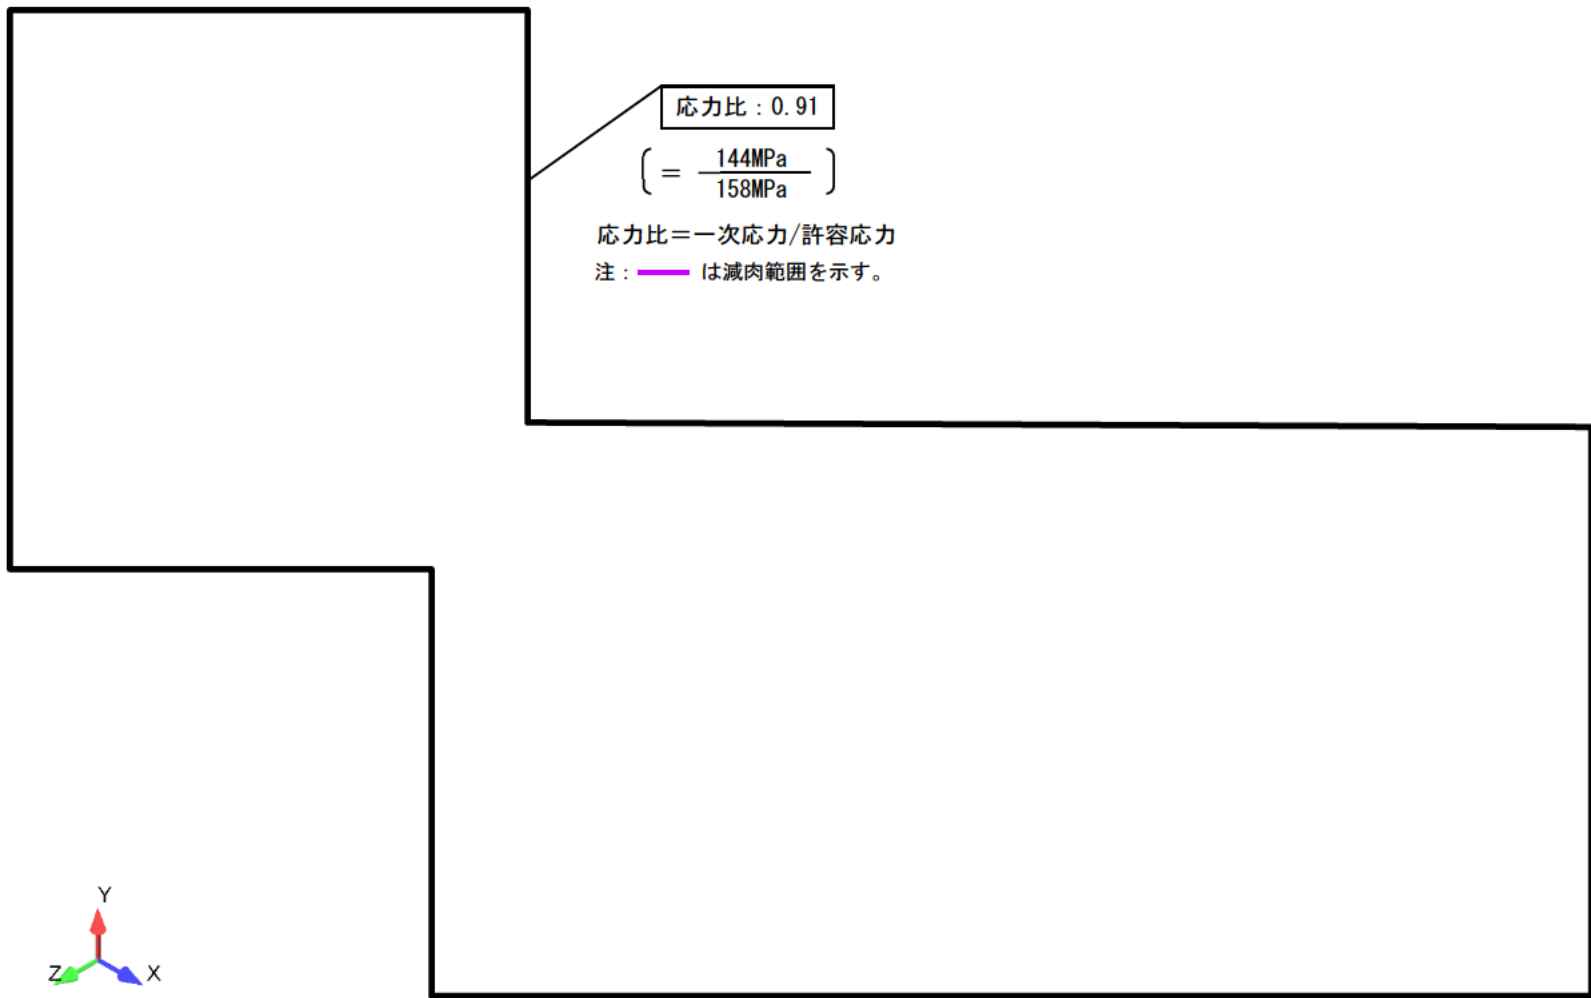 応力比：0.91
＝ 144MPa
158MPa
応力比＝一次応力/許容応力
注： は減肉範囲を示す。
Y
Z
X